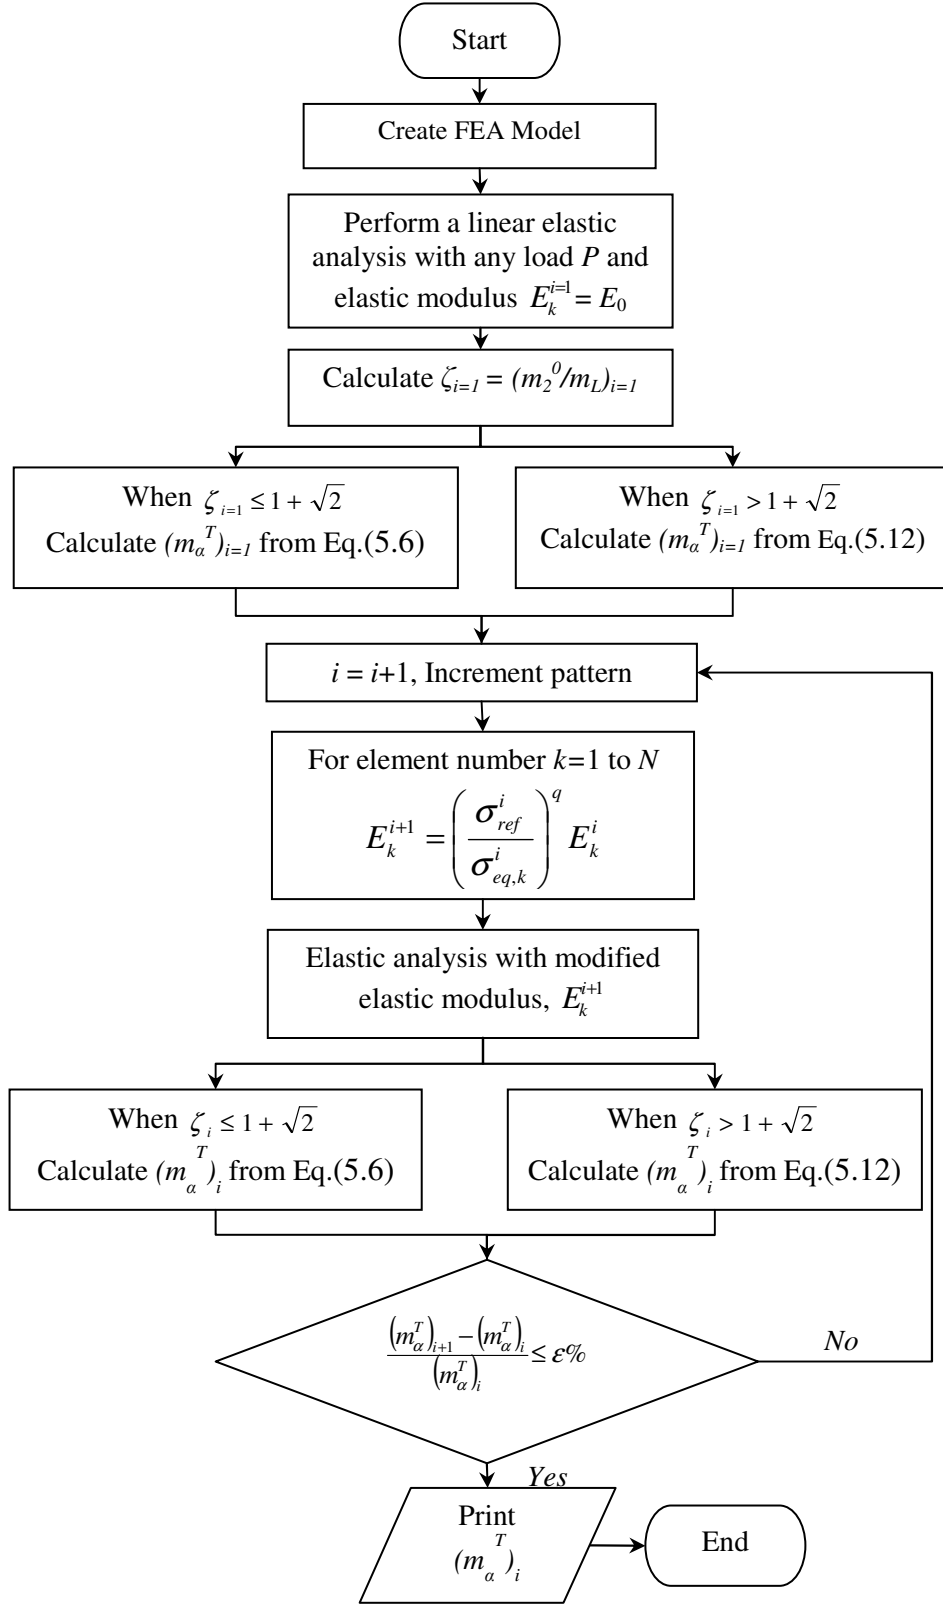 Start
Create FEA Model
Perform a linear elastic
analysis with any load P and
elastic modulus E_k^{i=1} = E_0
Calculate ζ_{i=1} = (m_2^0/m_L)_{i=1}
When ζ_{i=1} ≤ 1 + √2
Calculate (m_α^T)_{i=1} from Eq.(5.6)
When ζ_{i=1} > 1 + √2
Calculate (m_α^T)_{i=1} from Eq.(5.12)
i = i+1, Increment pattern
For element number k=1 to N
E_k^{i+1} = (σ_{ref}^i / σ_{eq,k}^i)^q E_k^i
Elastic analysis with modified
elastic modulus, E_k^{i+1}
When ζ_i ≤ 1 + √2
Calculate (m_α^T)_i from Eq.(5.6)
When ζ_i > 1 + √2
Calculate (m_α^T)_i from Eq.(5.12)
((m_α^T)_{i+1} − (m_α^T)_i) / (m_α^T)_i ≤ ε%
No
Yes
Print
(m_α^T)_i
End